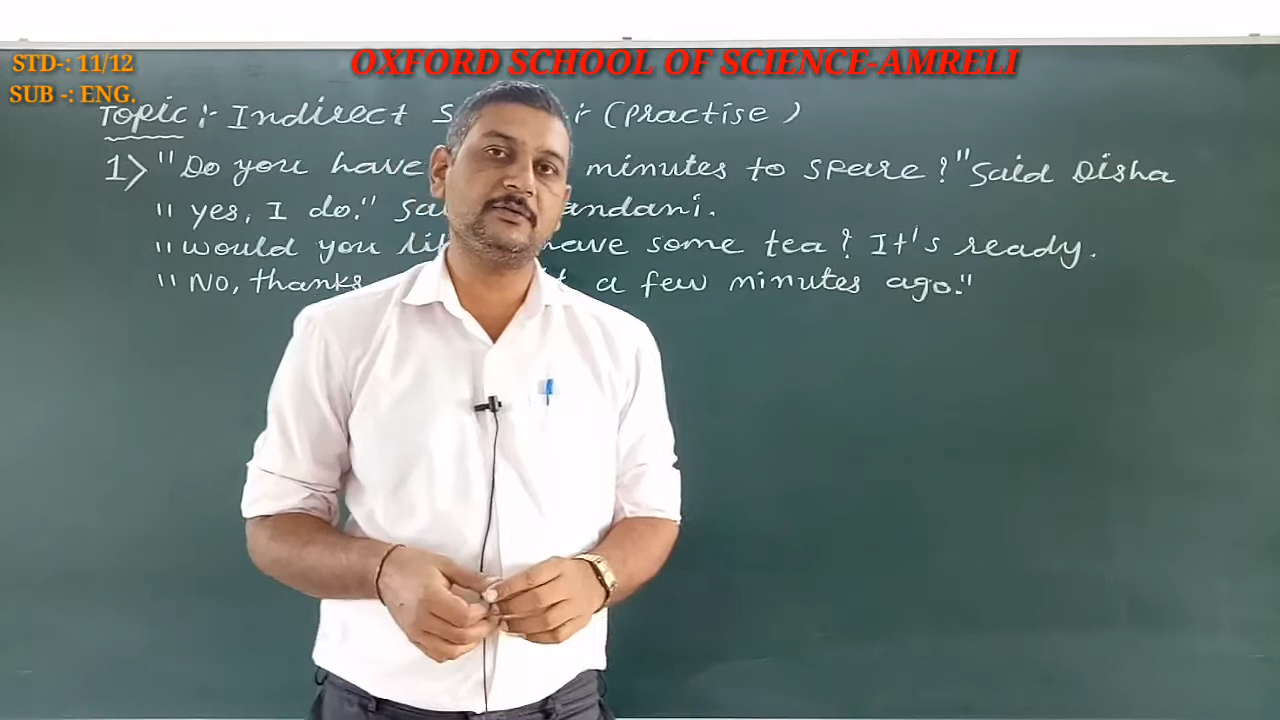 STD-: 11/12
OXFORD SCHOOL OF SCIENCE-AMRELI
SUB -: ENG.
Topic :- Indirect :- (Practise)
1> "Do you have minutes to spare?" Said Disha
"yes, I do."
"would you have some tea? It's ready.
"No, thanks a few minutes ago."